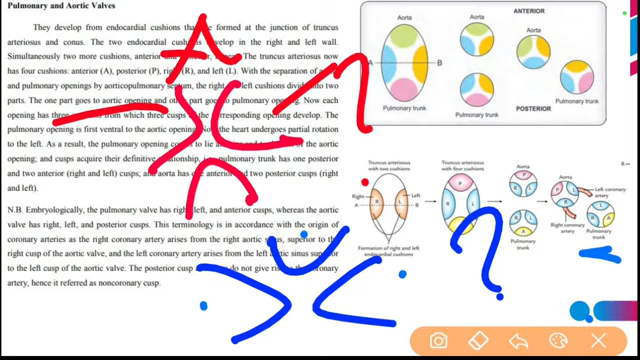 Pulmonary and Aortic Valves
They develop from endocardial cushions that are formed at the junction of truncus
arteriosus and conus. The two endocardial cushions develop in the right and left wall.
Simultaneously two more cushions, anterior and posterior, The truncus arteriosus now
has four cushions: anterior (A), posterior (P), right (R), and left (L). With the separation of
and pulmonary openings by aorticopulmonary septum, the right left cushions divide into two
parts. The one part goes to aortic opening and other part goes to pulmonary opening. Now each
opening has three from which three cusps of the corresponding opening develop. The
pulmonary opening is first ventral to the aortic opening. the heart undergoes partial rotation
to the left. As a result, the pulmonary opening to lie and to the of the aortic
opening; and cusps acquire their definitive relationship, pulmonary trunk has one posterior
and two anterior (right and left) cusps; and aorta has one anterior and two posterior cusps (right
and left).
N.B. Embryologically, the pulmonary valve has right, left, and anterior cusps, whereas the aortic
valve has right, left, and posterior cusps. This terminology is in accordance with the origin of
coronary arteries as the right coronary artery arises from the right aortic sinus, superior to the
right cusp of the aortic valve, and the left coronary artery arises from the left aortic sinus superior
to the left cusp of the aortic valve. The posterior cusp do not give rise to the coronary
artery, hence it referred as noncoronary cusp.
ANTERIOR
Aorta
Aorta
A
B
Pulmonary trunk
Pulmonary trunk
POSTERIOR
Truncus arteriosus with two cushions
Truncus arteriosus with four cushions
Aorta
Aorta
Right
Left
R
L
P
R
L
P
R
L
P
R
L
Left coronary artery
Right coronary artery
R
L
A
R
L
A
Pulmonary trunk
Pulmonary trunk
Formation of right and left endocardial cushions